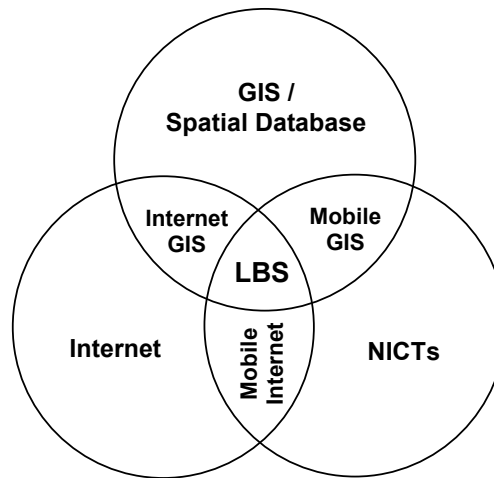 GIS /
Spatial Database
Internet
GIS
Mobile
GIS
LBS
Internet
Mobile
Internet
NICTs